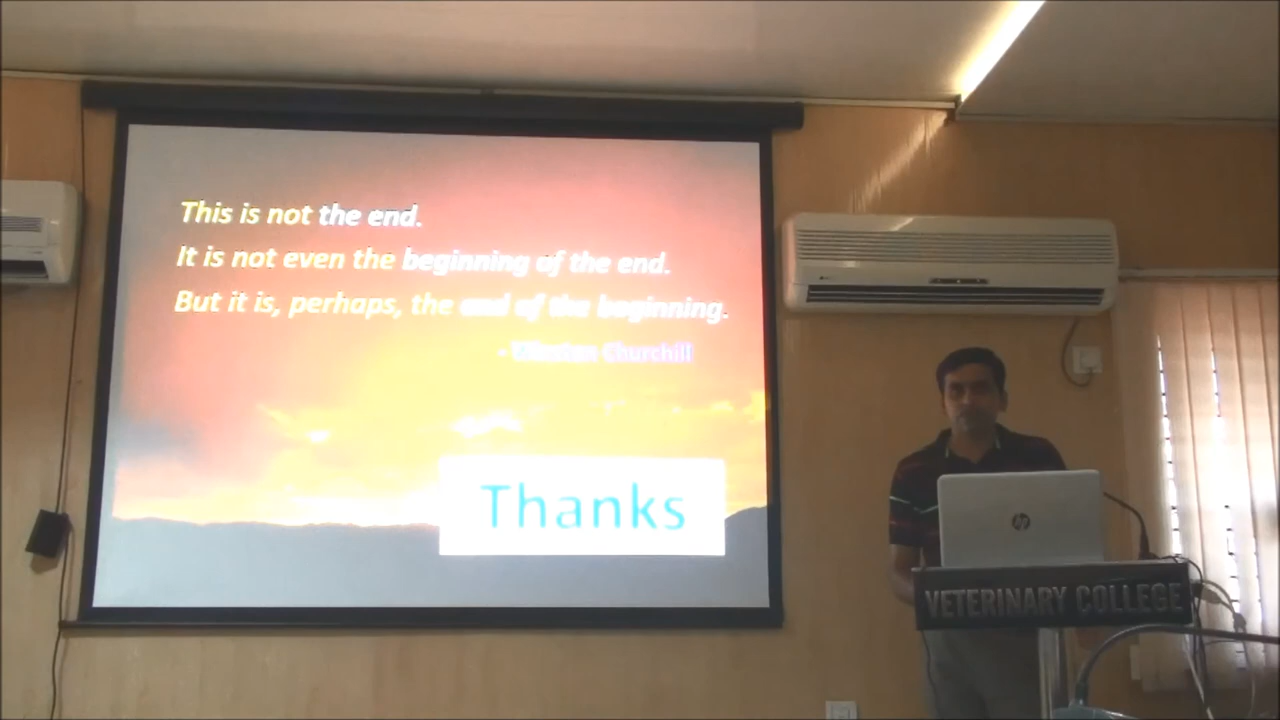 This is not the end.
It is not even the beginning of the end.
But it is, perhaps, the end of the beginning.
- Winston Churchill
Thanks
hp
VETERINARY COLLEGE